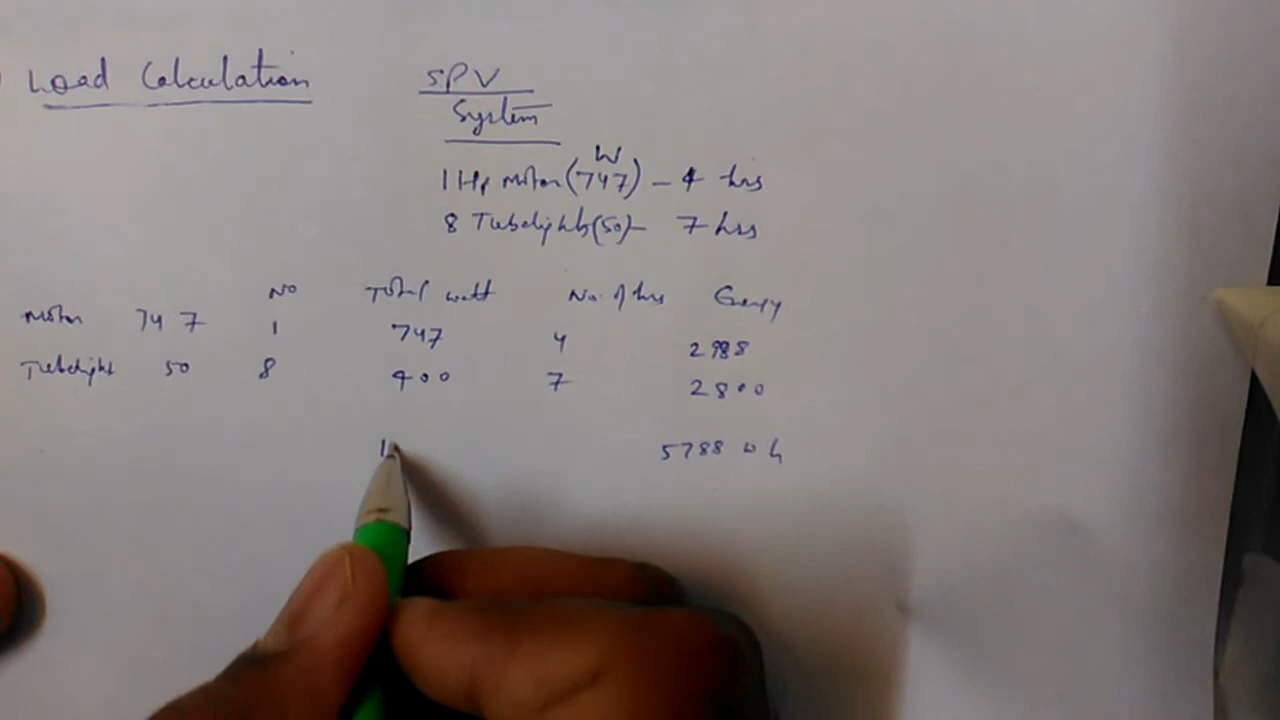 Load Calculation
SPV
System
W
1 Hp Motor (747) - 4 hrs
8 Tubelights (50) - 7 hrs
No Total watt No. of hrs Energy
Motor 747 1 747 4 2988
Tubelight 50 8 400 7 2800
1 5788 wh